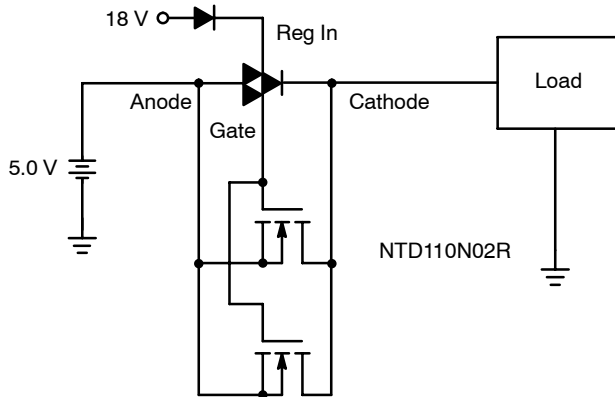 18 V
Reg In
Anode
Cathode
Load
Gate
5.0 V
NTD110N02R